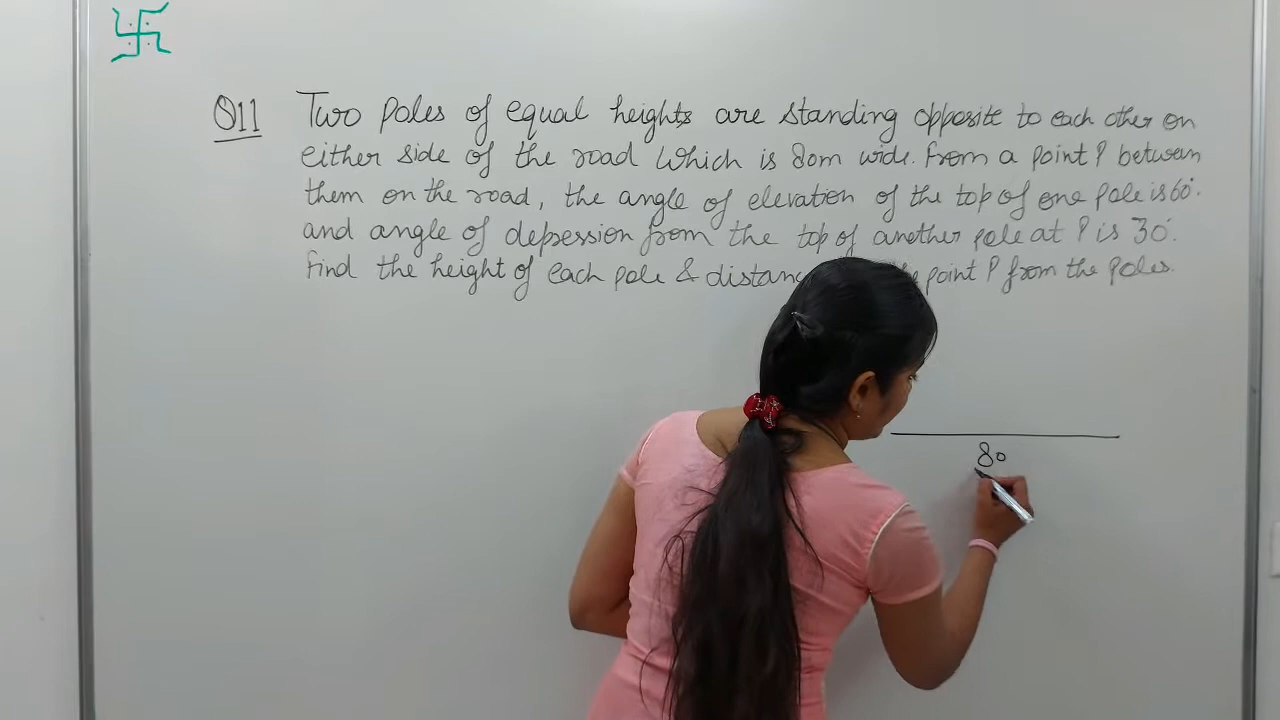 Q11 Two poles of equal heights are standing opposite to each other on
either side of the road which is 80m wide. From a point P between
them on the road, the angle of elevation of the top of one pole is 60°.
and angle of depression from the top of another pole at P is 30°.
Find the height of each pole & point P from the poles.
80